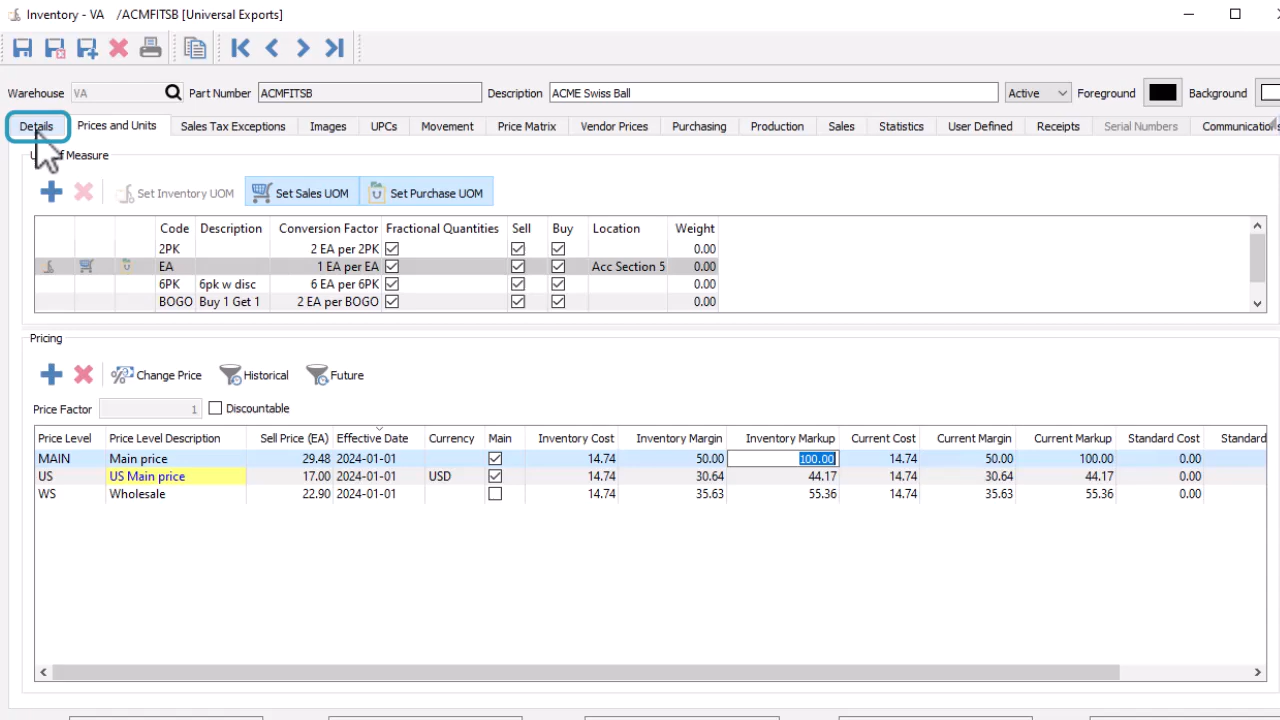 Inventory - VA /ACMFITSB [Universal Exports]
Warehouse VA Part Number ACMFITSB Description ACME Swiss Ball Active Foreground Background
Details Prices and Units Sales Tax Exceptions Images UPCs Movement Price Matrix Vendor Prices Purchasing Production Sales Statistics User Defined Receipts Serial Numbers Communications
Measure
Set Inventory UOM Set Sales UOM Set Purchase UOM
Code Description Conversion Factor Fractional Quantities Sell Buy Location Weight
2PK 2 EA per 2PK 0.00
EA 1 EA per EA Acc Section 5 0.00
6PK 6pk w disc 6 EA per 6PK 0.00
BOGO Buy 1 Get 1 2 EA per BOGO 0.00
Pricing
Change Price Historical Future
Price Factor 1 Discountable
Price Level Price Level Description Sell Price (EA) Effective Date Currency Main Inventory Cost Inventory Margin Inventory Markup Current Cost Current Margin Current Markup Standard Cost Standard
MAIN Main price 29.48 2024-01-01 14.74 50.00 100.00 14.74 50.00 100.00 0.00
US US Main price 17.00 2024-01-01 USD 14.74 30.64 44.17 14.74 30.64 44.17 0.00
WS Wholesale 22.90 2024-01-01 14.74 35.63 55.36 14.74 35.63 55.36 0.00